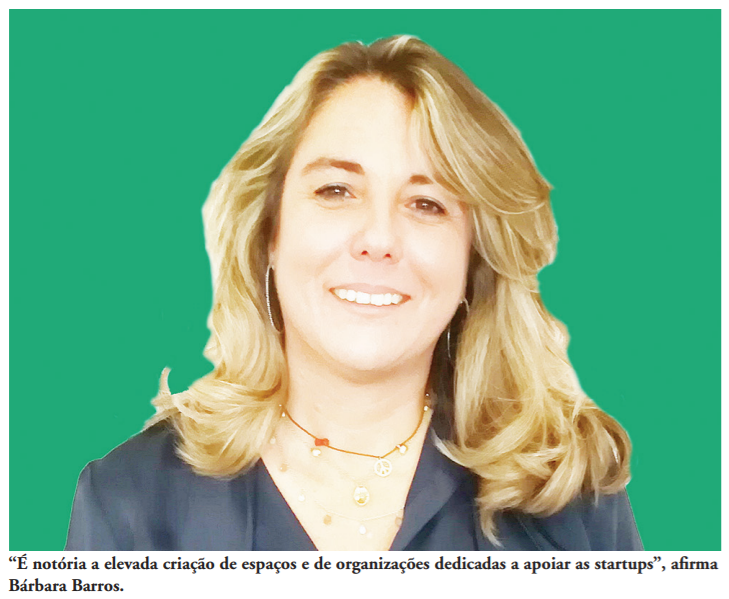 “É notória a elevada criação de espaços e de organizações dedicadas a apoiar as startups”, afirma
Bárbara Barros.